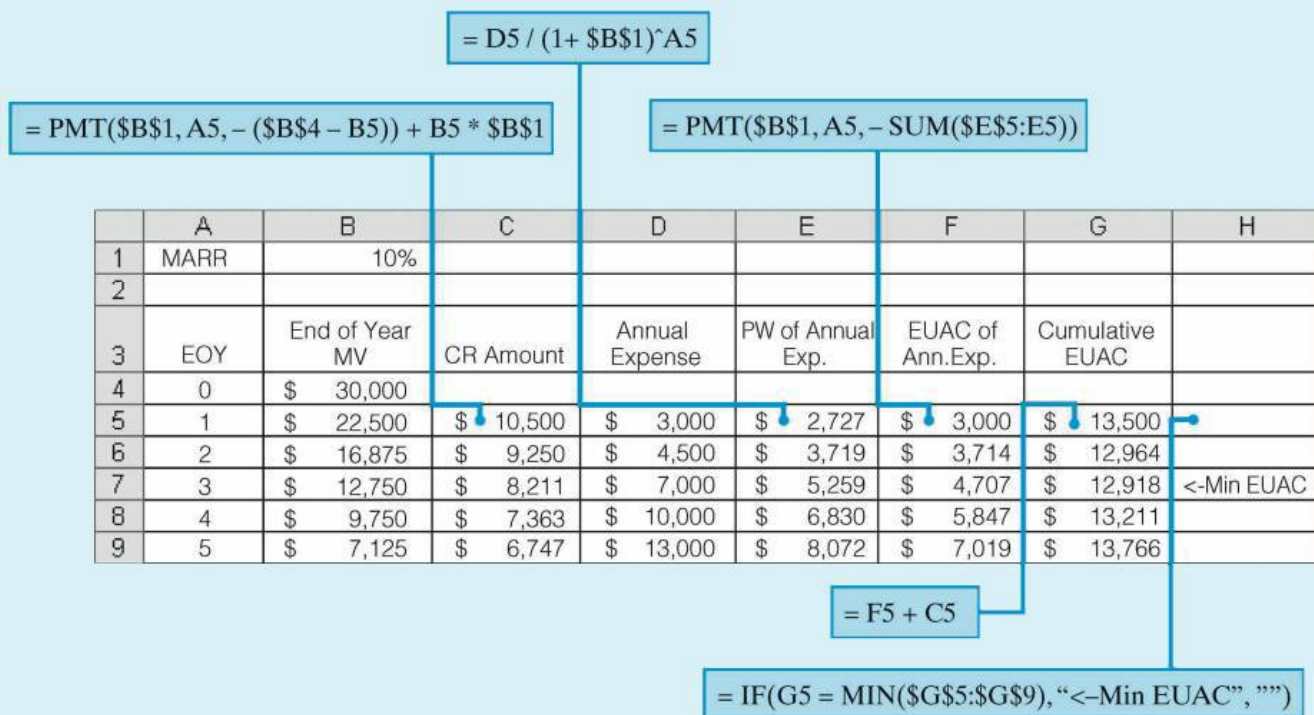 = D5 / (1+ $B$1)^A5
= PMT($B$1, A5, – ($B$4 – B5)) + B5 * $B$1
= PMT($B$1, A5, – SUM($E$5:E5))
A B C D E F G H
1 MARR 10%
2
3 EOY End of Year MV CR Amount Annual Expense PW of Annual Exp. EUAC of Ann.Exp. Cumulative EUAC
4 0 $ 30,000
5 1 $ 22,500 $ 10,500 $ 3,000 $ 2,727 $ 3,000 $ 13,500
6 2 $ 16,875 $ 9,250 $ 4,500 $ 3,719 $ 3,714 $ 12,964
7 3 $ 12,750 $ 8,211 $ 7,000 $ 5,259 $ 4,707 $ 12,918 <-Min EUAC
8 4 $ 9,750 $ 7,363 $ 10,000 $ 6,830 $ 5,847 $ 13,211
9 5 $ 7,125 $ 6,747 $ 13,000 $ 8,072 $ 7,019 $ 13,766
= F5 + C5
= IF(G5 = MIN($G$5:$G$9), “<–Min EUAC”, ””)